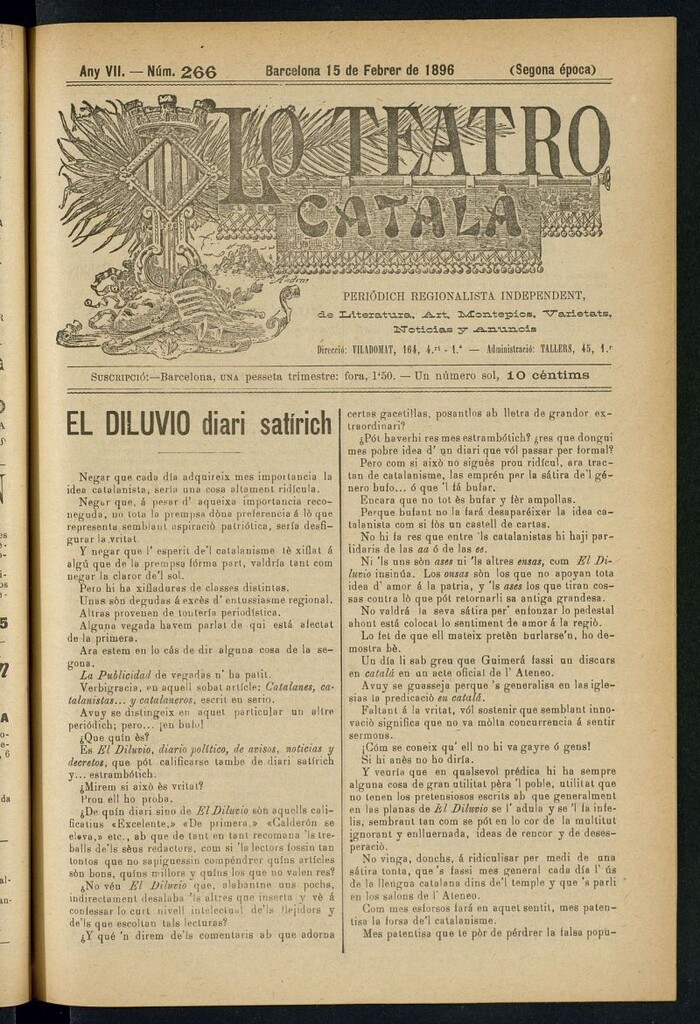 Any VII. — Núm. 266
Barcelona 15 de Febrer de 1896
(Segona época)
LO TEATRO
CATALÀ
PERIÓDICH REGIONALISTA INDEPENDENT,
de Literatura, Art, Montepíos, Varietats,
Noticias y Anuncis
Direcció: VILADOMAT, 164, 4.rt - 1.ª — Administració: TALLERS, 45, 1.r
SUSCRIPCIÓ:—Barcelona, UNA pesseta trimestre: fora, 1'50. — Un número sol, 10 céntims
EL DILUVIO diari satírich
Negar que cada día adquireix mes importancia la
idea catalanista, seria una cosa altament ridícula.
Negar que, á pesar d' aqueixa importancia reco-
neguda, no tota la prempsa dòna preferencia á lò que
representa semblant aspiració patriótica, sería desfi-
gurar la vritat.
Y negar que l' esperit de'l catalanisme té xiflat á
algú que de la prempsa fórma part, valdría tant com
negar la claror de'l sol.
Pero hi ha xifladuras de classes distintas.
Unas sòn degudas á excés d' entussiasme regional.
Altras provenen de tontería periodística.
Alguna vegada havem parlat de qui está afectat
de la primera.
Ara estem en lo cás de dir alguna cosa de la se-
gona.
La Publicidad de vegadas n' ha patit.
Verbigracia, en aquell sobat article: Catalanes, ca-
talanistas... y catalaneros, escrit en serio.
Avuy se distingeix en aquet particular un altre
periódich; pero... ¡en bufo!
¿Que quín és?
Es El Diluvio, diario político, de avisos, noticias y
decretos, que pót calificarse tambe de diari satírich
y... estrambótich.
¿Mirem si això és vritat?
Prou ell ho proba.
¿De quín diari sino de El Diluvio són aquells cali-
ficatius «Excelente,» «De primera,» «Calderón se
eleva,» etc., ab que de tant en tant recomana 'ls tre-
balls de'ls sèus redactors, com si 'ls lectors fossin tan
tontos que no sapiguessin compéndrer quíns articles
sòn bons, quíns millors y quíns los que no valen res?
¿No véu El Diluvio que, alabantne uns pochs,
indirectament desalaba 'ls altres que inserta y vé á
confessar lo curt nivell intelectual de'ls llejidors y
de'ls que escoltan tals lecturas?
¿Y qué 'n direm de'ls comentaris ab que adorna
certas gacetillas, posantlos ab lletra de grandor ex-
traordinari?
¿Pót haverhi res mes estrambótich? ¿res que dongui
mes pobre idea d' un diari que vól passar per formal?
Pero com si això no sigués prou ridícul, ara trac-
tan de catalanisme, las emprén per la sátira de'l gé-
nero bufo... ó que 'l fá bufar.
Encara que no tot és bufar y fèr ampollas.
Perque bufant no la fará desaparéixer la idea ca-
talanista com si fòs un castell de cartas.
No hi fa res que entre 'ls catalanistas hi haji par-
tidaris de las aa ó de las ee.
Ni 'ls uns sòn ases ni 'ls altres ensas, com El Di-
luvio insinúa. Los ensas són los que no apoyan tota
idea d' amor á la patria, y 'ls ases los que tiran cos-
sas contra lo que pót retornarli sa antiga grandesa.
No valdrá la seva sátira per' enfonzar lo pedestal
ahont está colocat lo sentiment de amor á la regió.
Lo fet de que ell mateix pretén burlarse'n, ho de-
mostra bè.
Un día li sab greu que Guimerá fassi un discurs
en catalá en un acte oficial de l' Ateneo.
Avuy se guasseja perque 's generalisa en las igle-
sias la predicació en catalá.
Faltant á la vritat, vól sostenir que semblant inno-
vació significa que no va mòlta concurrencia á sentir
sermons.
¡Cóm se coneix qu' ell no hi va gayre ó gens!
Si hi anés no ho diría.
Y veuría que en qualsevol prédica hi ha sempre
alguna cosa de gran utilitat pèra 'l poble, utilitat que
no tenen los pretensiosos escrits ab que generalment
en las planas de El Diluvio se l' adula y se 'l fa infe-
lis, sembrant tan com se pót en lo cor de la multitut
ignorant y enlluernada, ideas de rencor y de deses-
peració.
No vinga, donchs, á ridiculisar per medi de una
sátira tonta, que 's fassi mes general cada día l' ús
de la llengua catalana dins de'l temple y que 's parli
en los salons de l' Ateneo.
Com mes esforsos fará en aquet sentit, mes paten-
tisa la forsa de'l catalanisme.
Mes patentisa que te pòr de pérdrer la falsa popu-